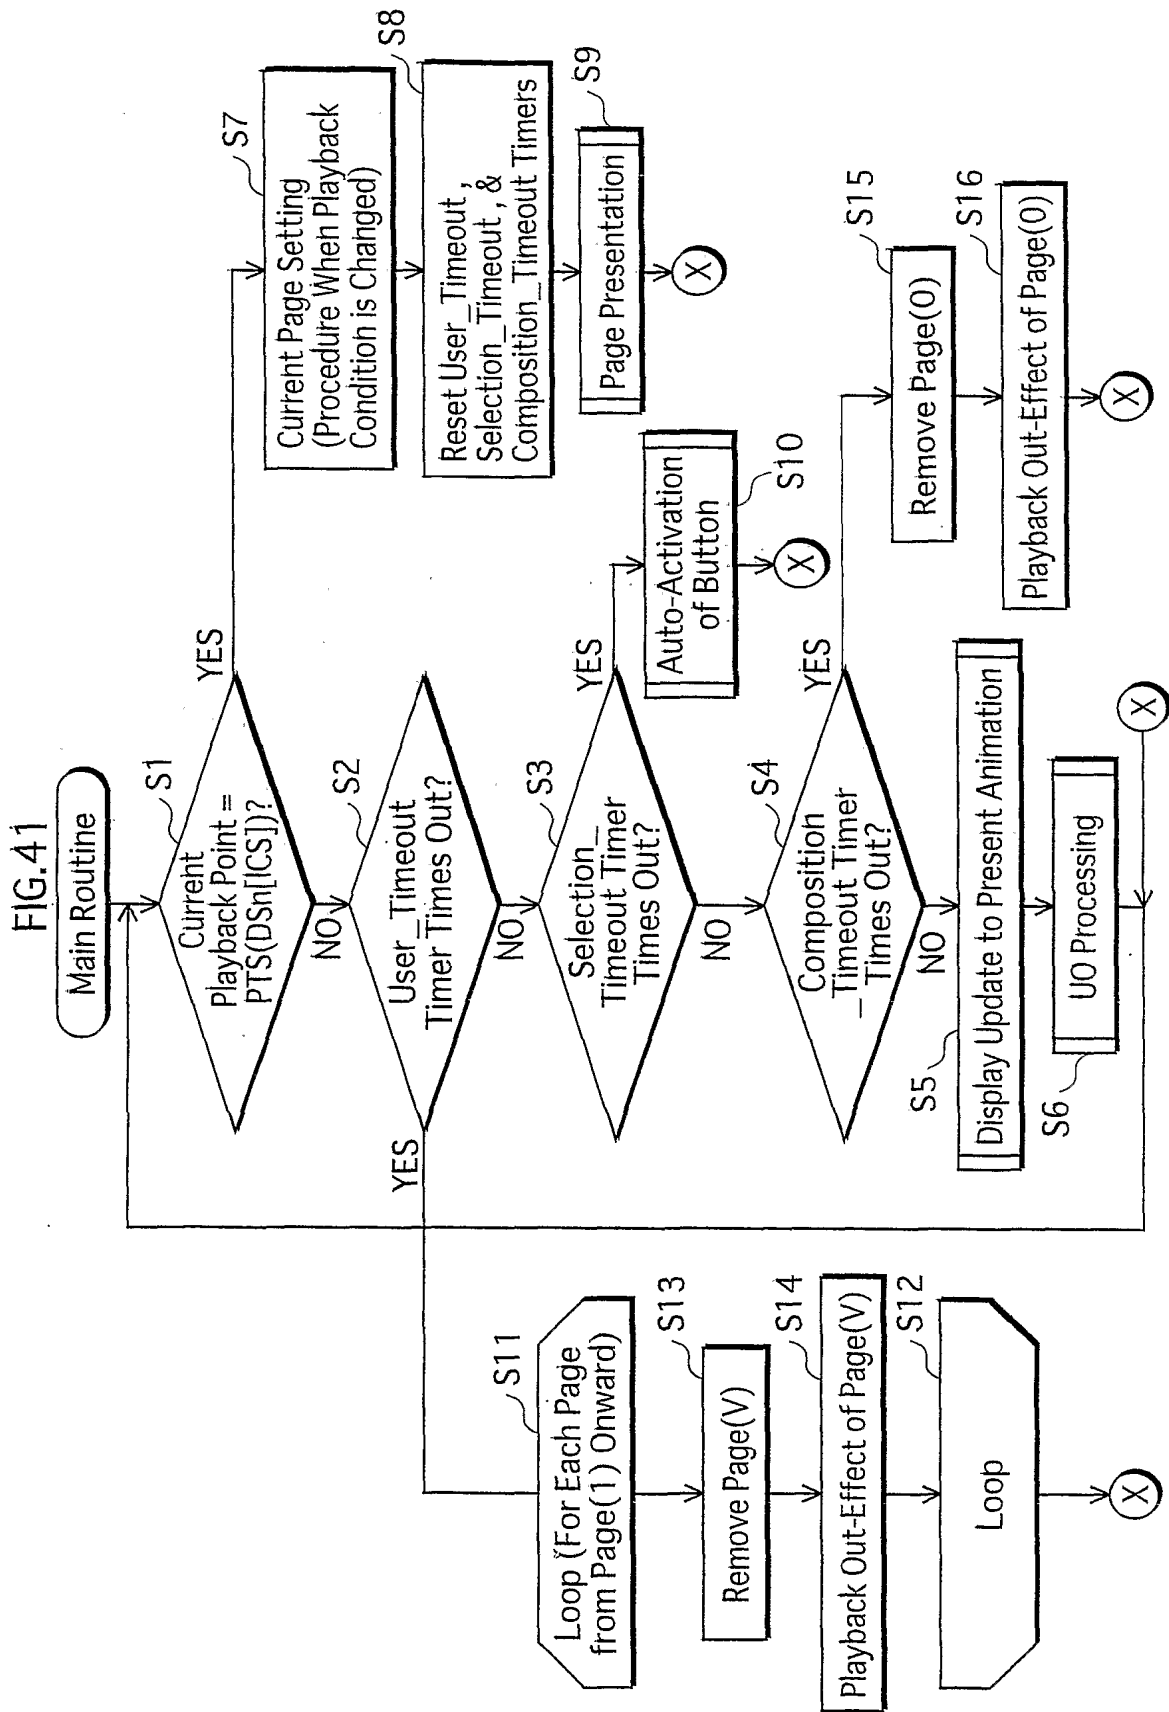 FIG.41
Main Routine
S1
Current
Playback Point =
PTS(DSn[ICS])?
YES
NO
S7
Current Page Setting
(Procedure When Playback
Condition is Changed)
S8
Reset User_Timeout,
Selection_Timeout, &
Composition_Timeout Timers
S9
Page Presentation
X
S2
User_Timeout
Timer Times Out?
YES
NO
S3
Selection_
Timeout Timer
Times Out?
YES
NO
Auto-Activation
of Button
S10
X
S4
Composition
_Timeout Timer
Times Out?
YES
NO
S15
Remove Page(0)
S16
Playback Out-Effect of Page(0)
X
S5
Display Update to Present Animation
S6
UO Processing
X
S11
Loop (For Each Page
from Page(1) Onward)
S13
Remove Page(V)
S14
Playback Out-Effect of Page(V)
S12
Loop
X